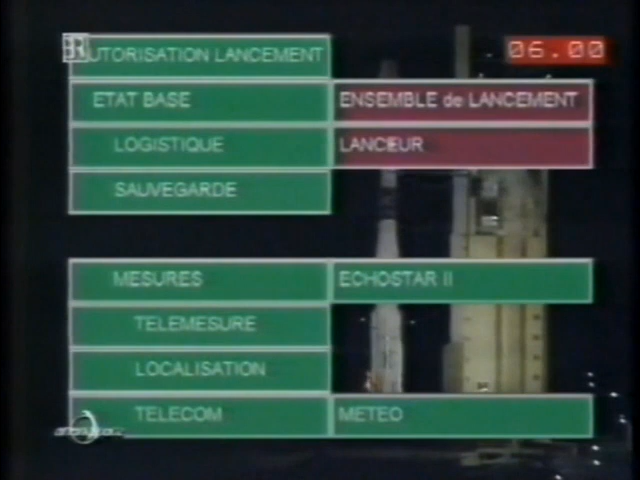 BR
06.00
AUTORISATION LANCEMENT
ETAT BASE
ENSEMBLE de LANCEMENT
LOGISTIQUE
LANCEUR
SAUVEGARDE
MESURES
ECHOSTAR II
TELEMESURE
LOCALISATION
TELECOM
METEO